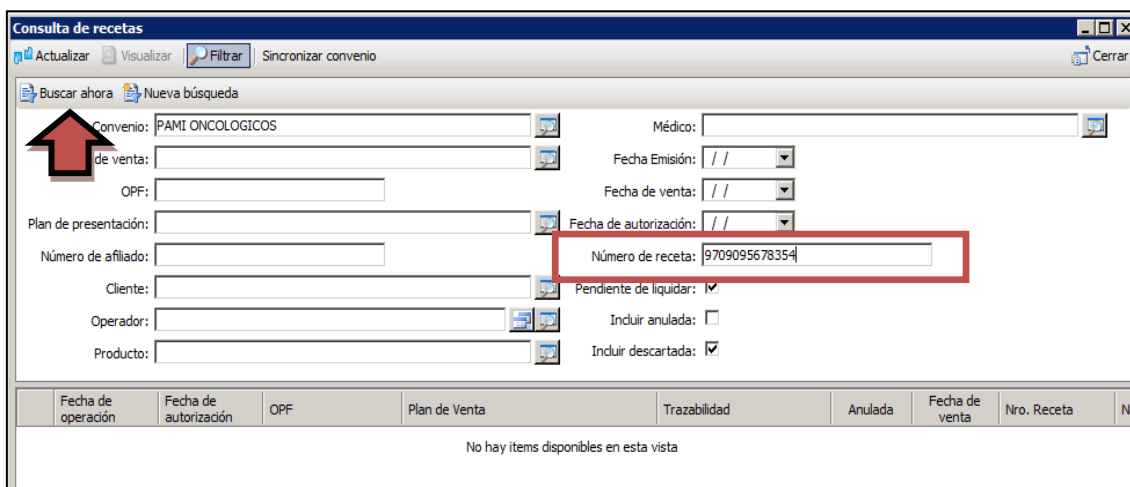 Consulta de recetas
Actualizar Visualizar Filtrar Sincronizar convenio Cerrar
Buscar ahora Nueva búsqueda
Convenio: PAMI ONCOLOGICOS Médico:
de venta: Fecha Emisión: / /
OPF: Fecha de venta: / /
Plan de presentación: Fecha de autorización: / /
Número de afiliado: Número de receta: 9709095678354
Cliente: Pendiente de liquidar:
Operador: Incluir anulada:
Producto: Incluir descartada:
Fecha de operación Fecha de autorización OPF Plan de Venta Trazabilidad Anulada Fecha de venta Nro. Receta N
No hay items disponibles en esta vista